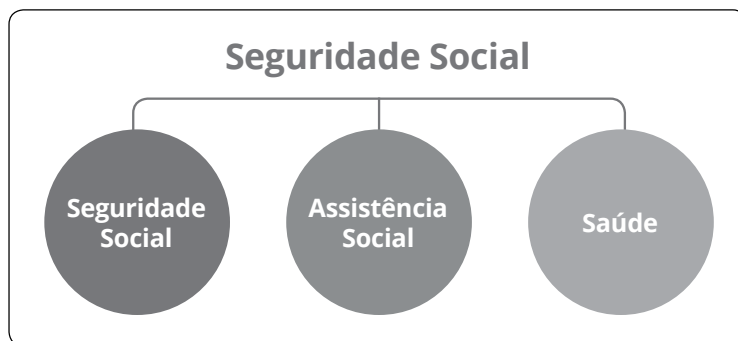 Seguridade Social
Seguridade
Social
Assistência
Social
Saúde